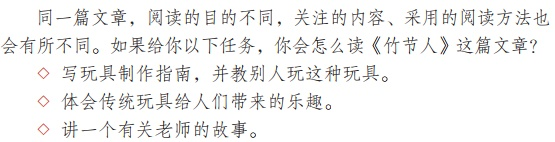 同一篇文章，阅读的目的不同，关注的内容、采用的阅读方法也
会有所不同。如果给你以下任务，你会怎么读《竹节人》这篇文章？
◇ 写玩具制作指南，并教别人玩这种玩具。
◇ 体会传统玩具给人们带来的乐趣。
◇ 讲一个有关老师的故事。